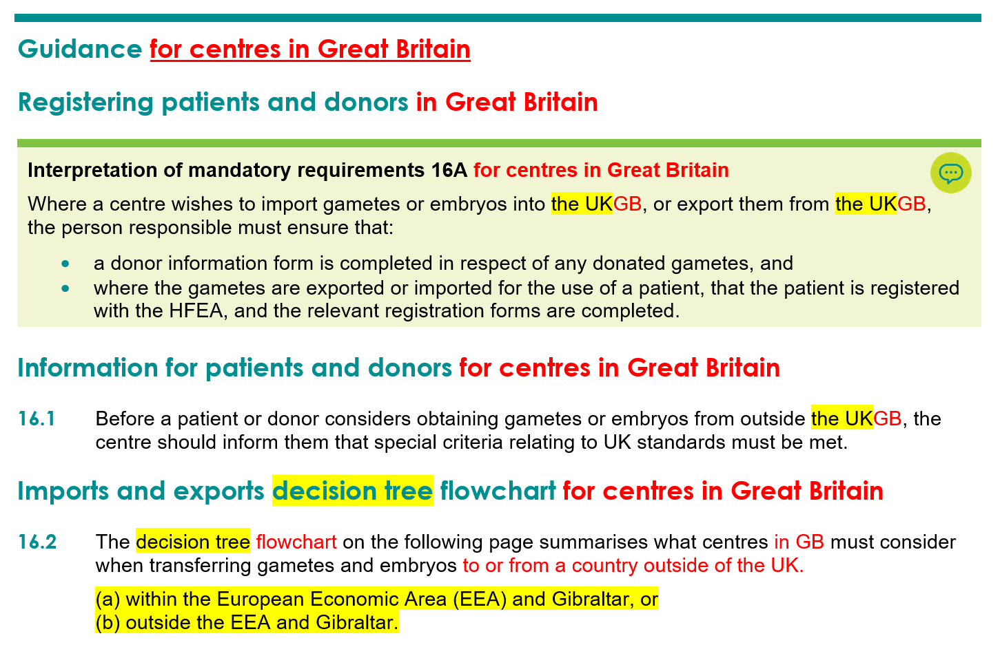 Guidance for centres in Great Britain
Registering patients and donors in Great Britain
Interpretation of mandatory requirements 16A for centres in Great Britain
Where a centre wishes to import gametes or embryos into the UKGB, or export them from the UKGB,
the person responsible must ensure that:
• a donor information form is completed in respect of any donated gametes, and
• where the gametes are exported or imported for the use of a patient, that the patient is registered
with the HFEA, and the relevant registration forms are completed.
Information for patients and donors for centres in Great Britain
16.1 Before a patient or donor considers obtaining gametes or embryos from outside the UKGB, the
centre should inform them that special criteria relating to UK standards must be met.
Imports and exports decision tree flowchart for centres in Great Britain
16.2 The decision tree flowchart on the following page summarises what centres in GB must consider
when transferring gametes and embryos to or from a country outside of the UK.
(a) within the European Economic Area (EEA) and Gibraltar, or
(b) outside the EEA and Gibraltar.